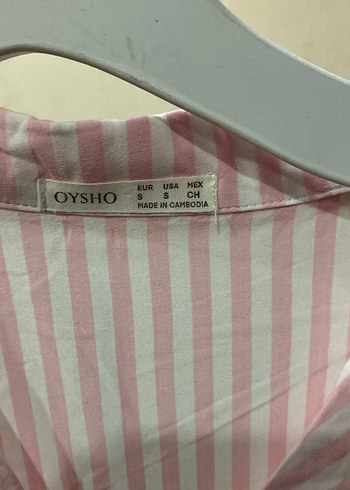 OYSHO
EUR USA MEX
S S CH
MADE IN CAMBODIA